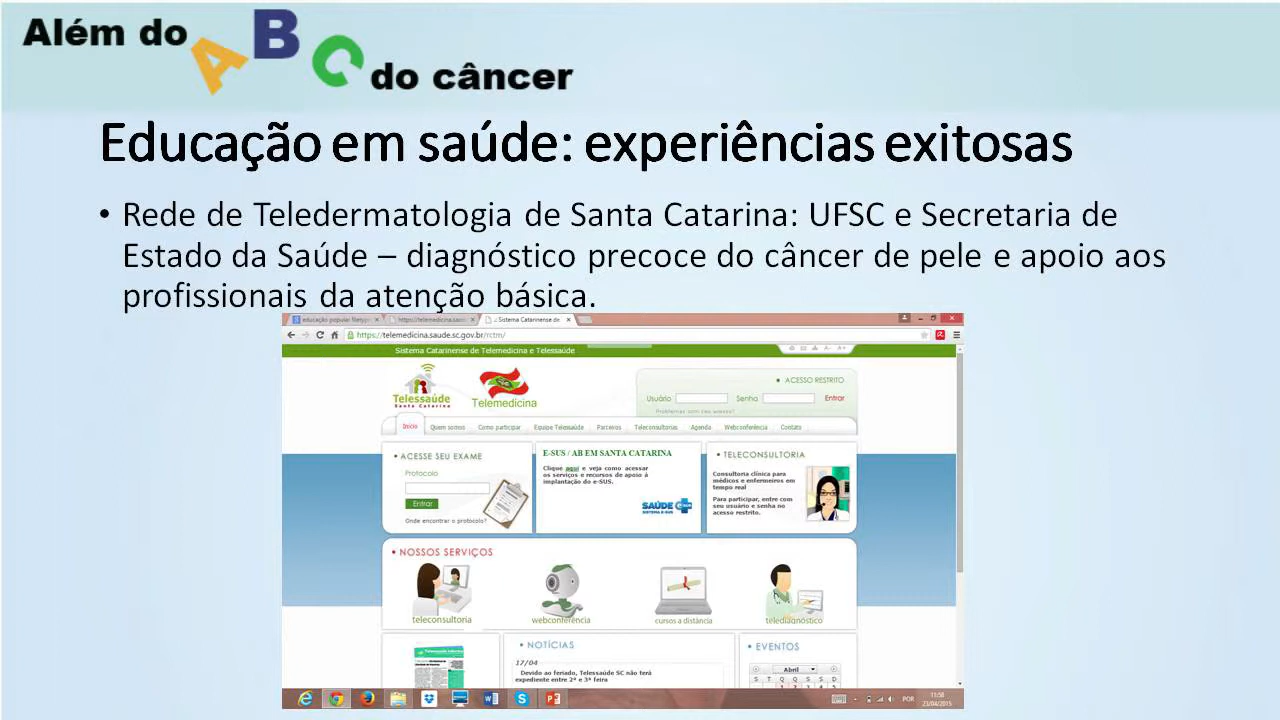 Além do ABC do câncer
Educação em saúde: experiências exitosas
• Rede de Teledermatologia de Santa Catarina: UFSC e Secretaria de
Estado da Saúde – diagnóstico precoce do câncer de pele e apoio aos
profissionais da atenção básica.
https://telemedicina.saude.sc.gov.br/rctm/
Sistema Catarinense de Telemedicina e Telessaúde
Telessaúde
Santa Catarina
Telemedicina
• ACESSO RESTRITO
Usuário Senha Entrar
Problemas com seu acesso?
Início Quem somos Como participar Equipe Telessaúde Parceiros Teleconsultorias Agenda Webconferência Contato
• ACESSE SEU EXAME
Protocolo
Entrar
Onde encontrar o protocolo?
E-SUS / AB EM SANTA CATARINA
Clique aqui e veja como acessar
os serviços e recursos de apoio à
implantação do e-SUS.
SAÚDE
• TELECONSULTORIA
Consultoria clínica para
médicos e enfermeiros em
tempo real
Para participar, entre com
seu usuário e senha no
acesso restrito.
• NOSSOS SERVIÇOS
teleconsultoria webconferência cursos a distância telediagnóstico
• NOTÍCIAS
17/04
Devido ao feriado, Telessaúde SC não terá
expediente entre 2ª e 3ª feira
• EVENTOS
Abril
S T Q Q S S D
POR
11:58
23/04/2015